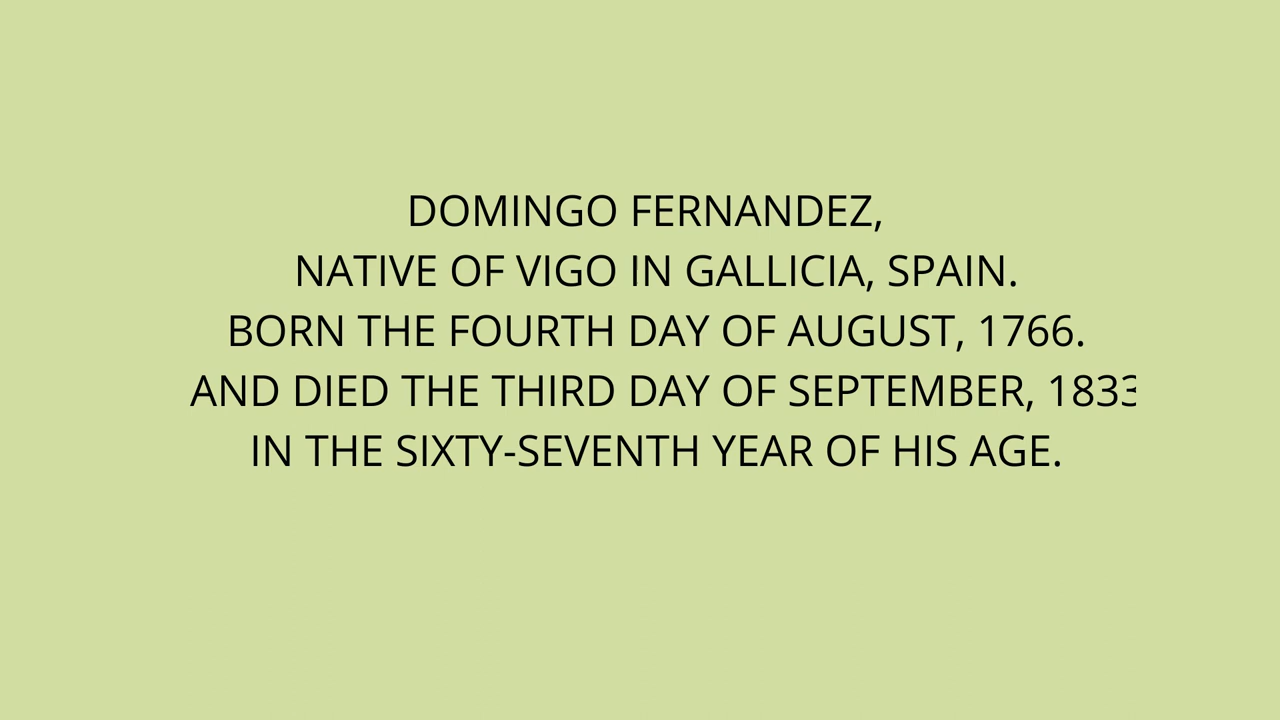 DOMINGO FERNANDEZ,
NATIVE OF VIGO IN GALLICIA, SPAIN.
BORN THE FOURTH DAY OF AUGUST, 1766.
AND DIED THE THIRD DAY OF SEPTEMBER, 1833
IN THE SIXTY-SEVENTH YEAR OF HIS AGE.